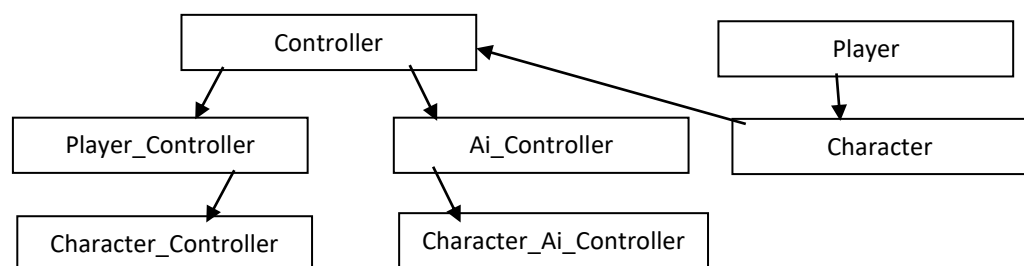 Controller
Player
Player_Controller
Ai_Controller
Character
Character_Controller
Character_Ai_Controller